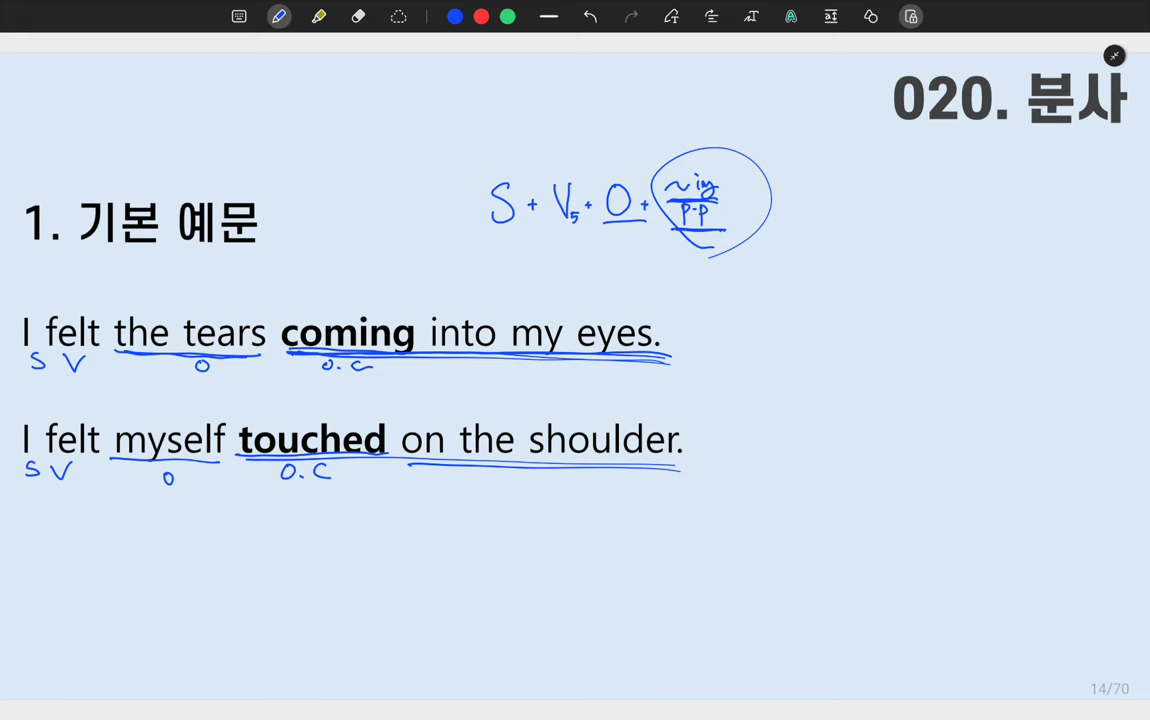 020. 분사
S + V5 + O + ~ing
p.p
1. 기본 예문
I felt the tears coming into my eyes.
S V O O.C
I felt myself touched on the shoulder.
S V O O.C
14/70